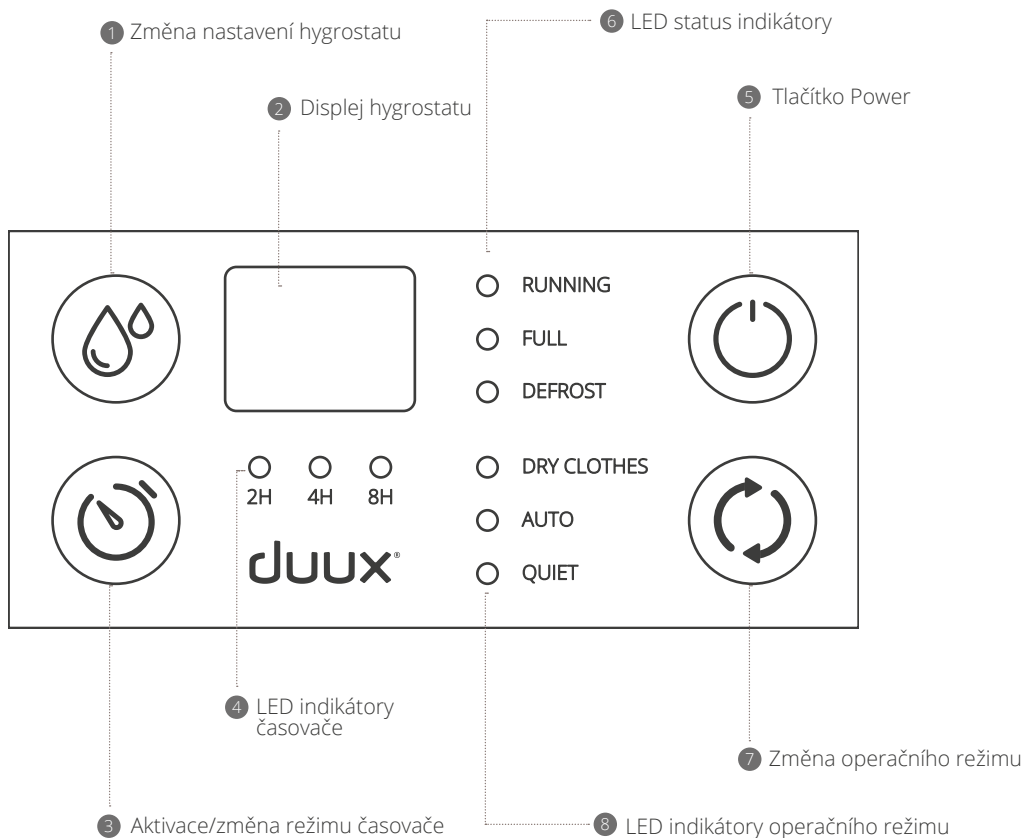 6 LED status indikátory
1 Změna nastavení hygrostatu
5 Tlačítko Power
2 Displej hygrostatu
RUNNING
FULL
DEFROST
DRY CLOTHES
2H 4H 8H
AUTO
duux®
QUIET
4 LED indikátory
časovače
7 Změna operačního režimu
3 Aktivace/změna režimu časovače
8 LED indikátory operačního režimu